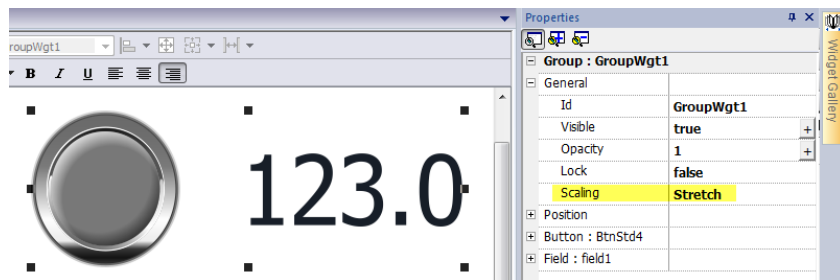 Properties
roupWgt1
B I U
Group : GroupWgt1
General
Id GroupWgt1
Visible true +
Opacity 1 +
Lock false
Scaling Stretch
Position
Button : BtnStd4
Field : field1
123.0
Widget Gallery